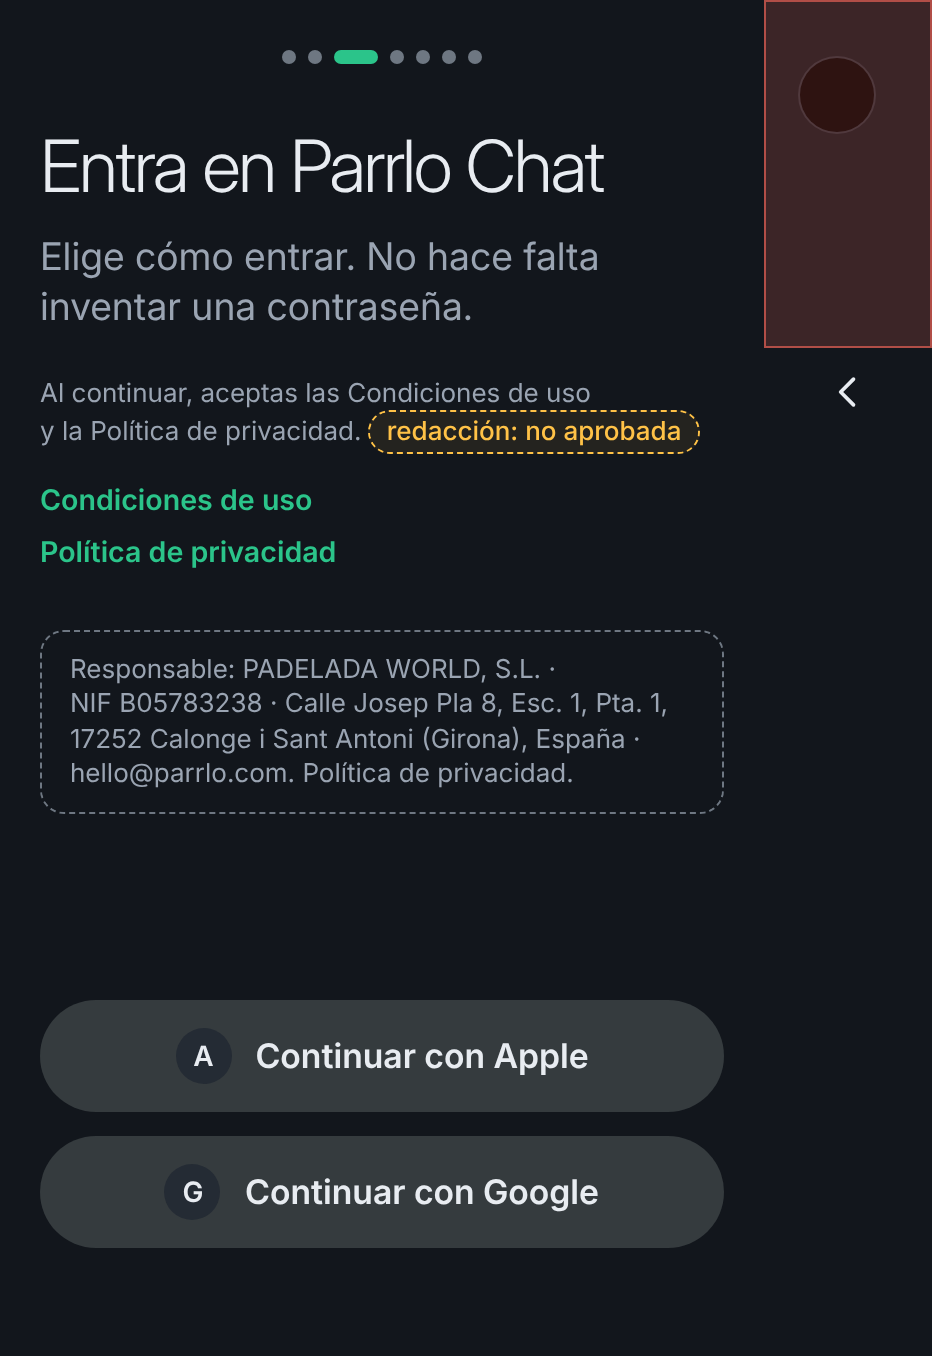 Entra en Parrlo Chat
Elige cómo entrar. No hace falta
inventar una contraseña.
Al continuar, aceptas las Condiciones de uso
y la Política de privacidad. redacción: no aprobada
Condiciones de uso
Política de privacidad
Responsable: PADELADA WORLD, S.L. ·
NIF B05783238 · Calle Josep Pla 8, Esc. 1, Pta. 1,
17252 Calonge i Sant Antoni (Girona), España ·
hello@parrlo.com. Política de privacidad.
A Continuar con Apple
G Continuar con Google